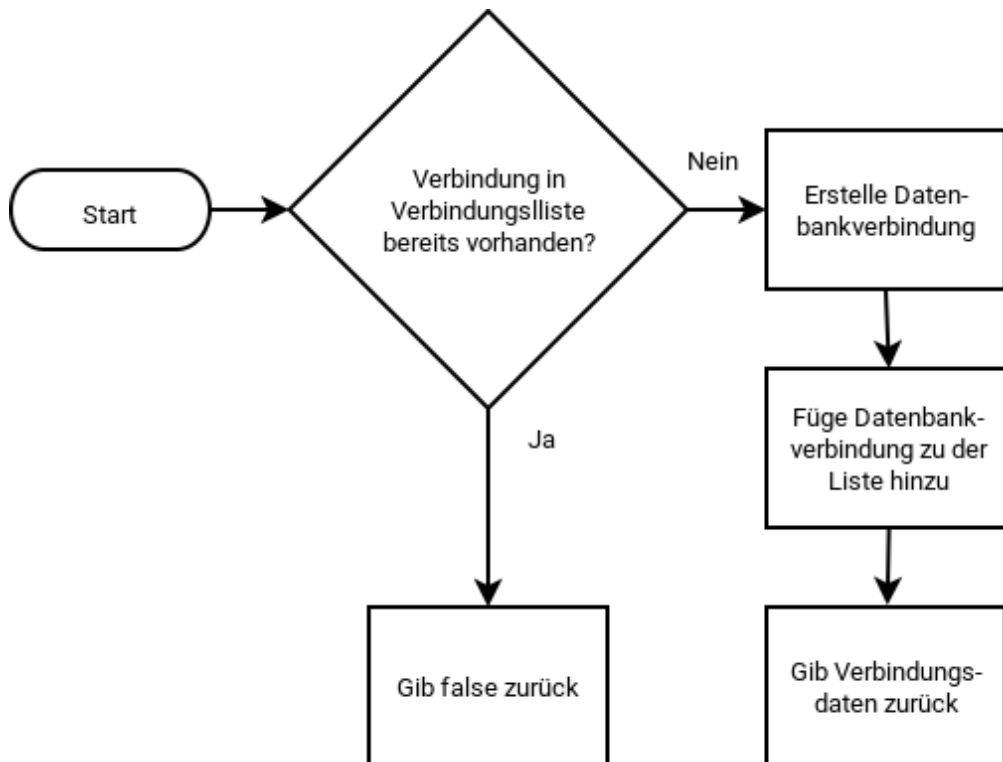 Start
Verbindung in
Verbindungslliste
bereits vorhanden?
Nein
Erstelle Daten-
bankverbindung
Füge Datenbank-
verbindung zu der
Liste hinzu
Ja
Gib false zurück
Gib Verbindungs-
daten zurück